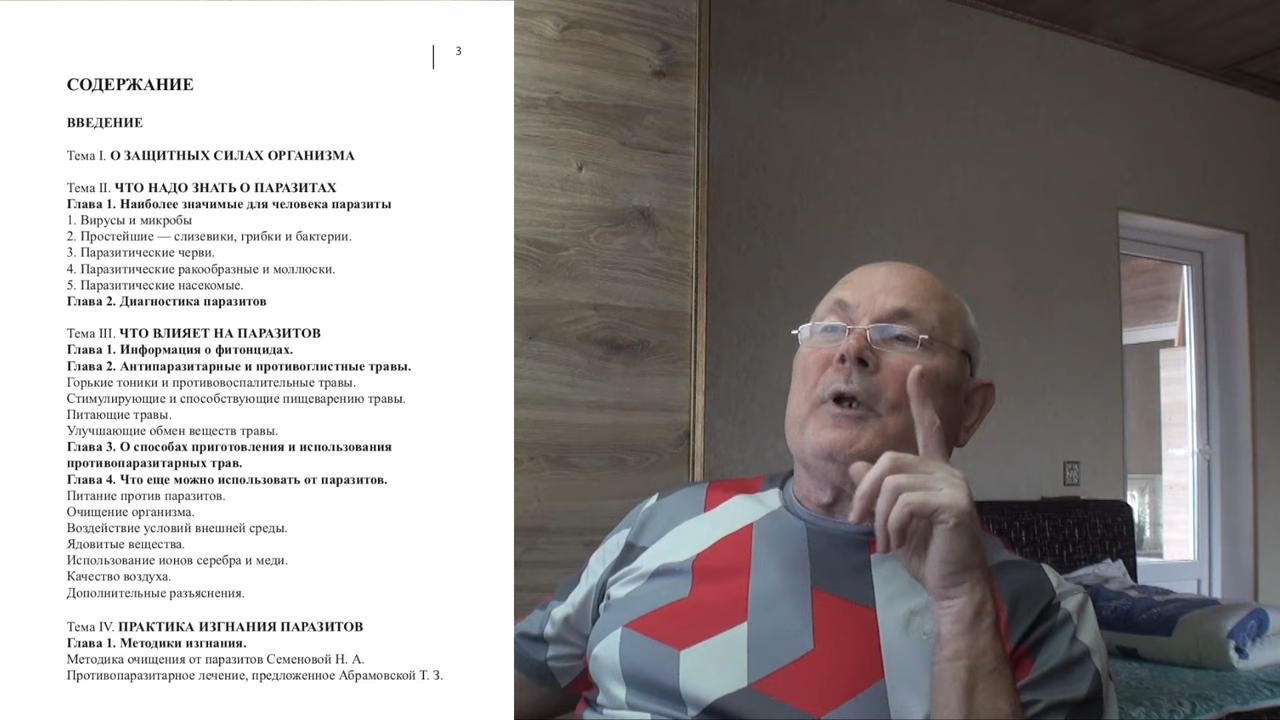 3
СОДЕРЖАНИЕ
ВВЕДЕНИЕ
Тема I. О ЗАЩИТНЫХ СИЛАХ ОРГАНИЗМА
Тема II. ЧТО НАДО ЗНАТЬ О ПАРАЗИТАХ
Глава 1. Наиболее значимые для человека паразиты
1. Вирусы и микробы
2. Простейшие — слизевики, грибки и бактерии.
3. Паразитические черви.
4. Паразитические ракообразные и моллюски.
5. Паразитические насекомые.
Глава 2. Диагностика паразитов
Тема III. ЧТО ВЛИЯЕТ НА ПАРАЗИТОВ
Глава 1. Информация о фитонцидах.
Глава 2. Антипаразитарные и противоглистные травы.
Горькие тоники и противовоспалительные травы.
Стимулирующие и способствующие пищеварению травы.
Питающие травы.
Улучшающие обмен веществ травы.
Глава 3. О способах приготовления и использования
противопаразитарных трав.
Глава 4. Что еще можно использовать от паразитов.
Питание против паразитов.
Очищение организма.
Воздействие условий внешней среды.
Ядовитые вещества.
Использование ионов серебра и меди.
Качество воздуха.
Дополнительные разъяснения.
Тема IV. ПРАКТИКА ИЗГНАНИЯ ПАРАЗИТОВ
Глава 1. Методики изгнания.
Методика очищения от паразитов Семеновой Н. А.
Противопаразитарное лечение, предложенное Абрамовской Т. З.